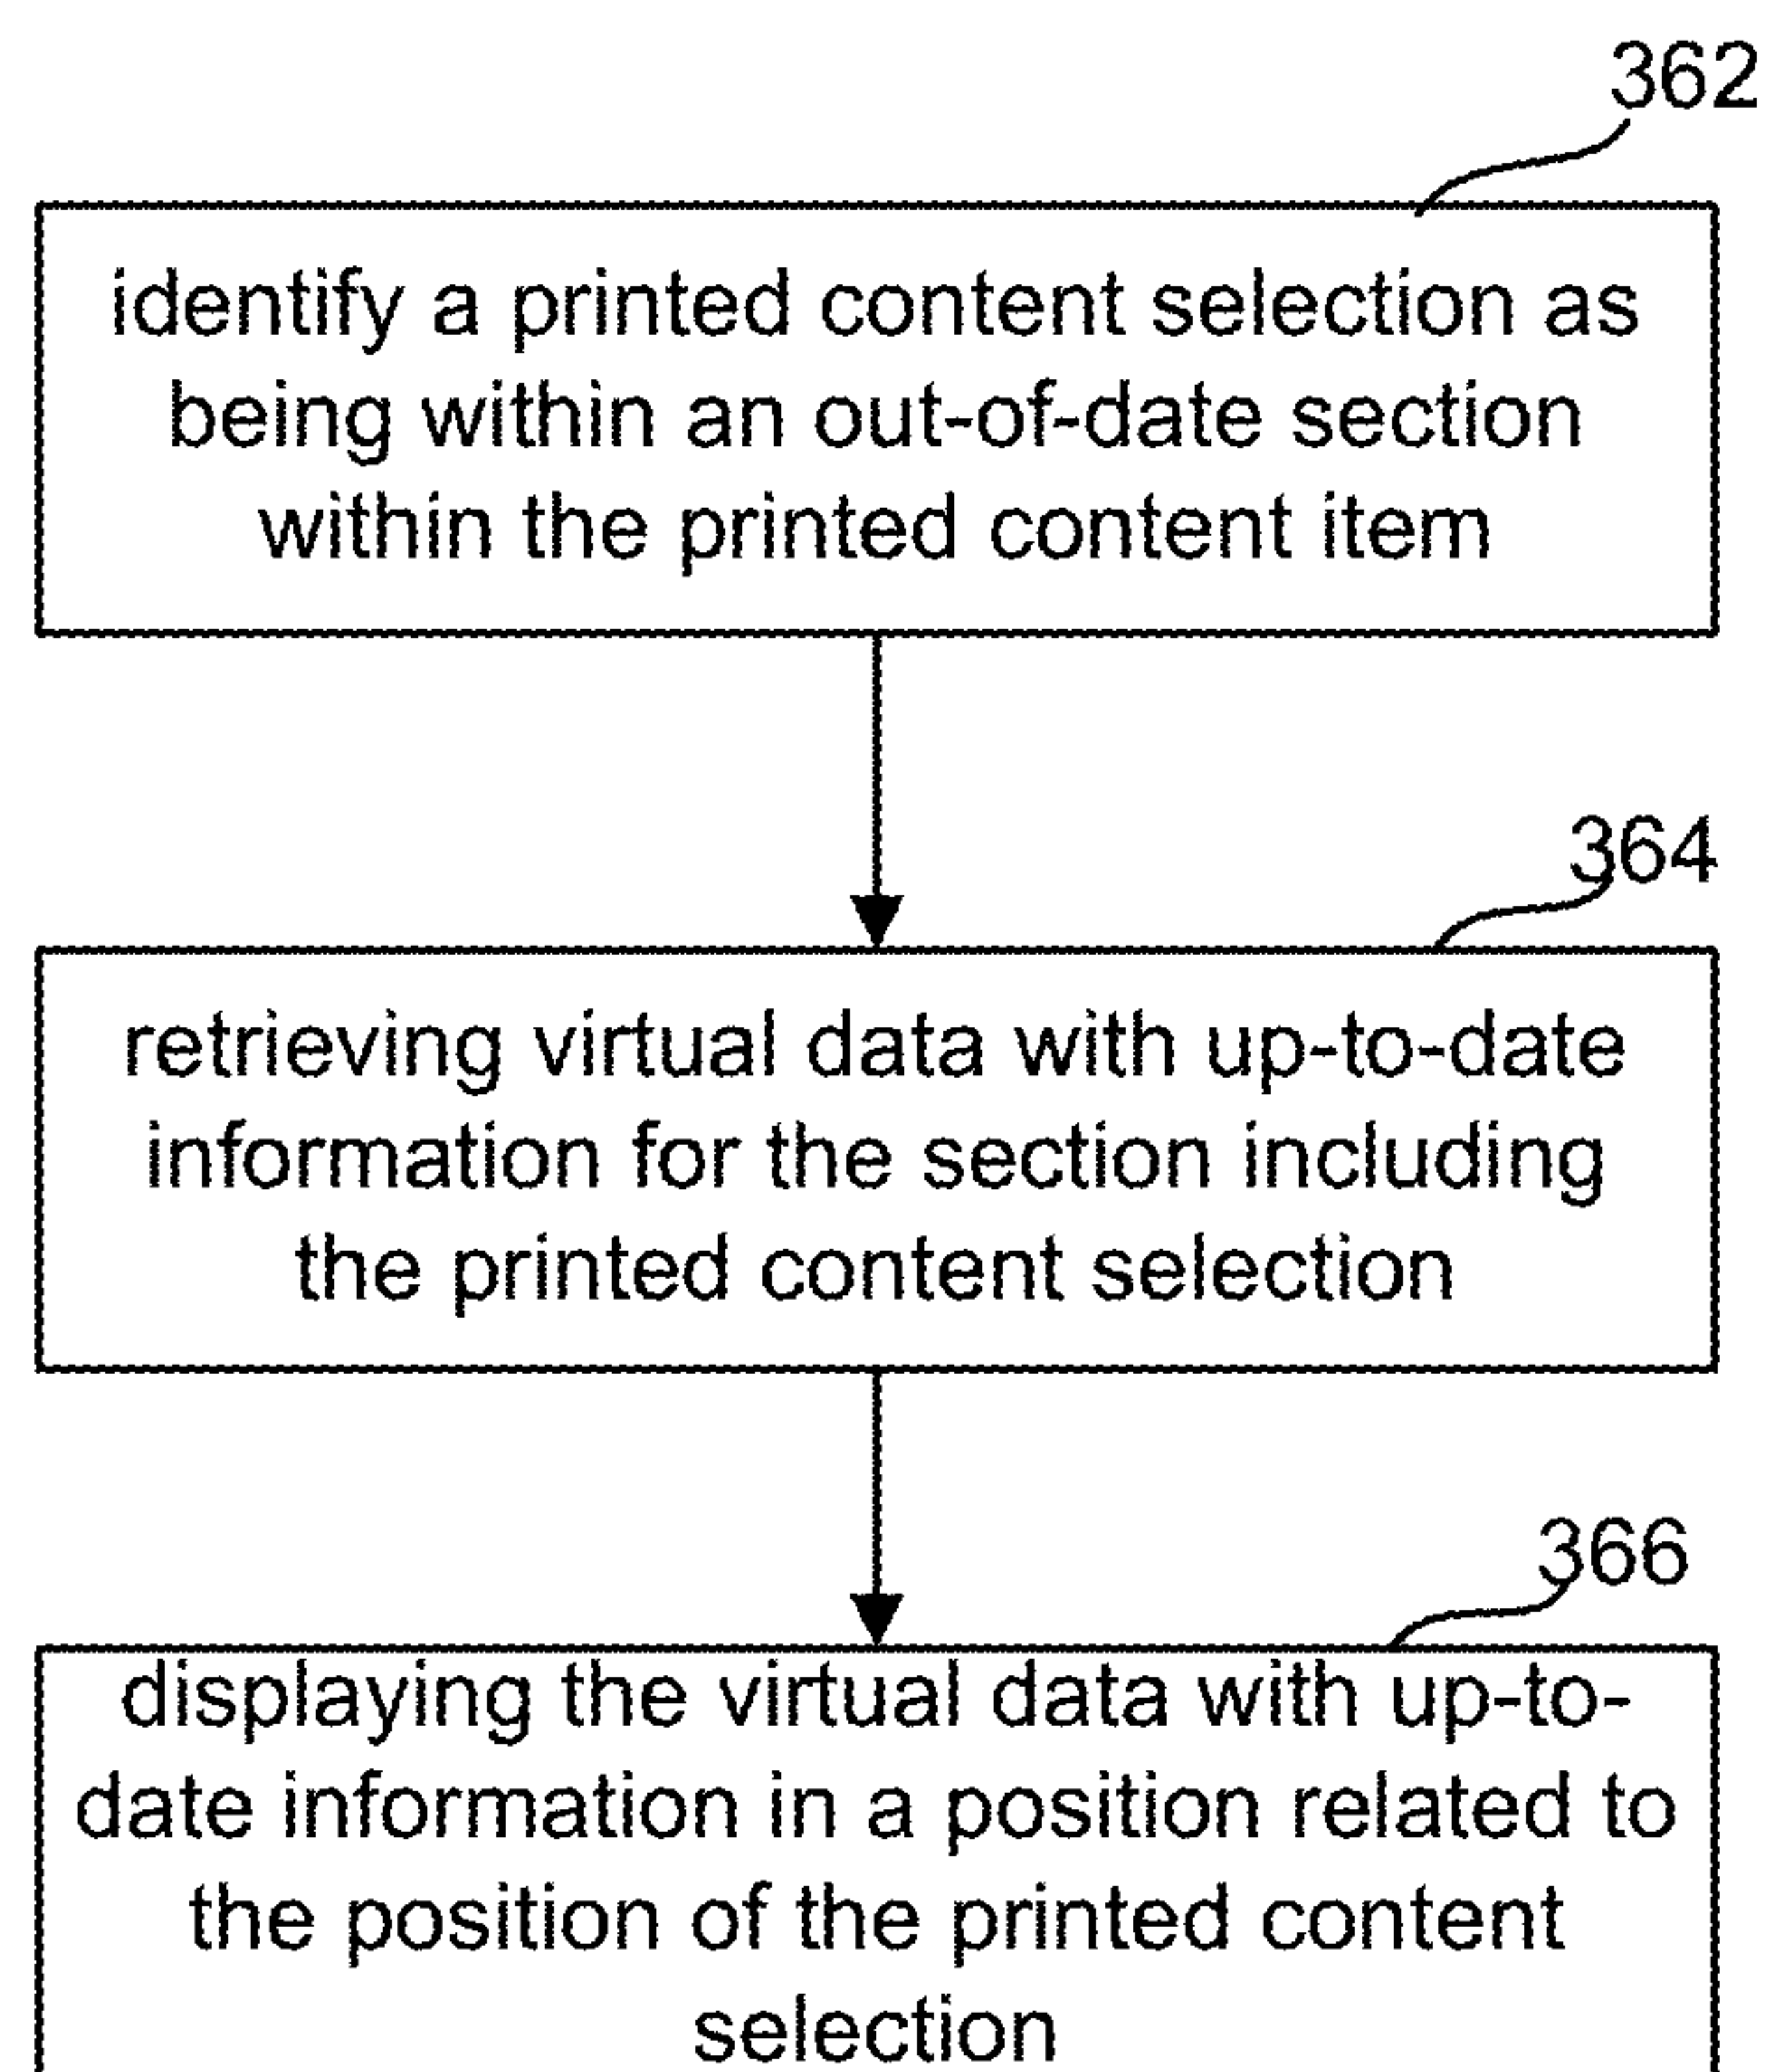 362
identify a printed content selection as
being within an out-of-date section
within the printed content item
364
retrieving virtual data with up-to-date
information for the section including
the printed content selection
366
displaying the virtual data with up-to-
date information in a position related to
the position of the printed content
selection